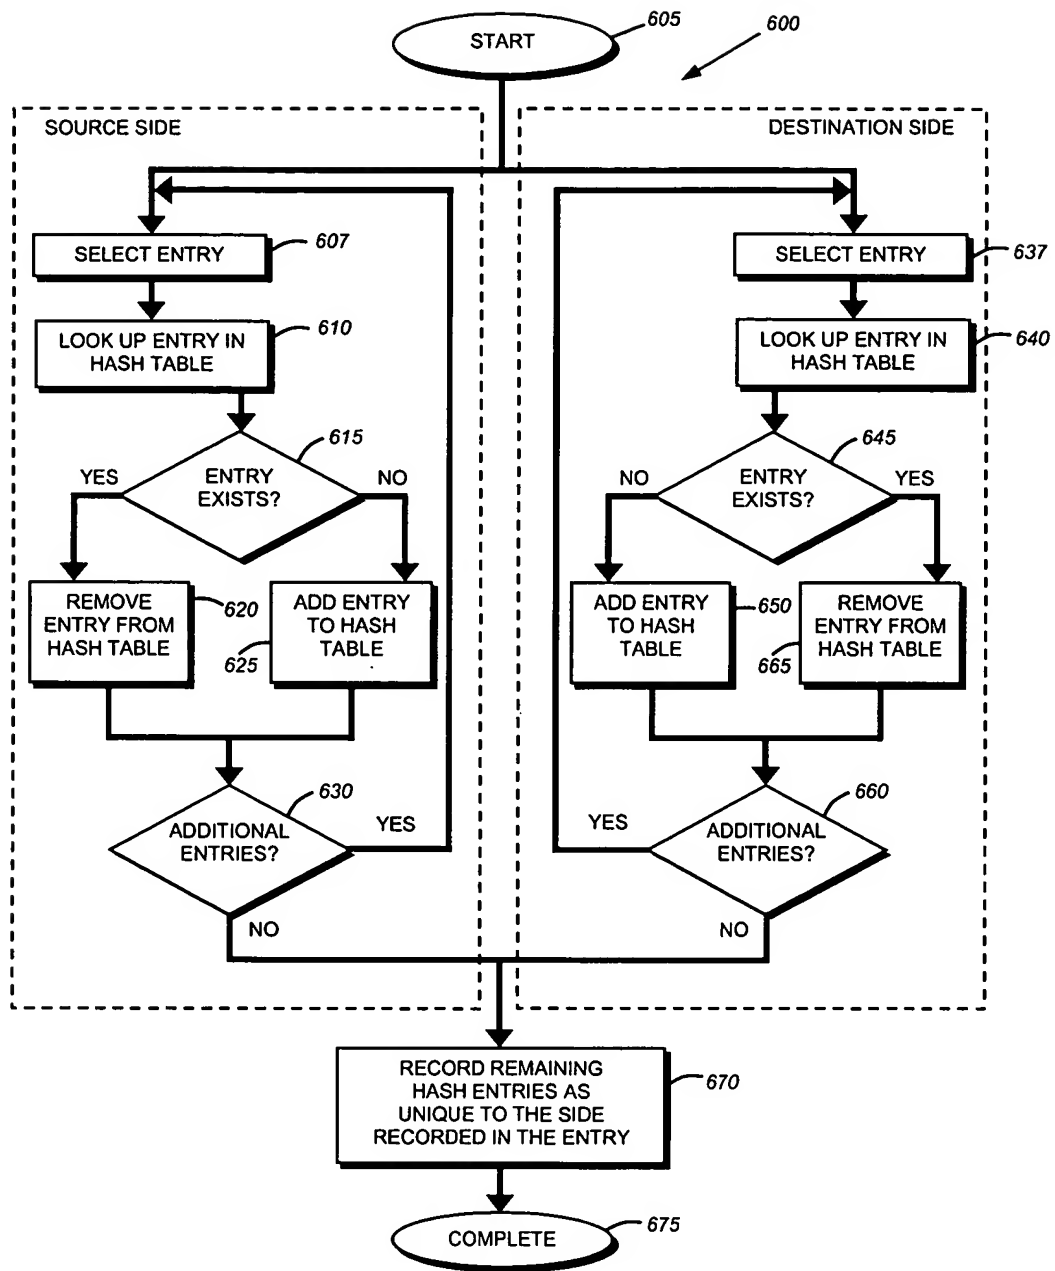 START
605
600
SOURCE SIDE
DESTINATION SIDE
SELECT ENTRY
607
SELECT ENTRY
637
LOOK UP ENTRY IN
HASH TABLE
610
LOOK UP ENTRY IN
HASH TABLE
640
615
YES
ENTRY
EXISTS?
NO
645
NO
ENTRY
EXISTS?
YES
REMOVE
ENTRY FROM
HASH TABLE
620
ADD ENTRY
TO HASH
TABLE
625
ADD ENTRY
TO HASH
TABLE
650
REMOVE
ENTRY FROM
HASH TABLE
665
630
ADDITIONAL
ENTRIES?
YES
NO
660
YES
ADDITIONAL
ENTRIES?
NO
RECORD REMAINING
HASH ENTRIES AS
UNIQUE TO THE SIDE
RECORDED IN THE ENTRY
670
COMPLETE
675